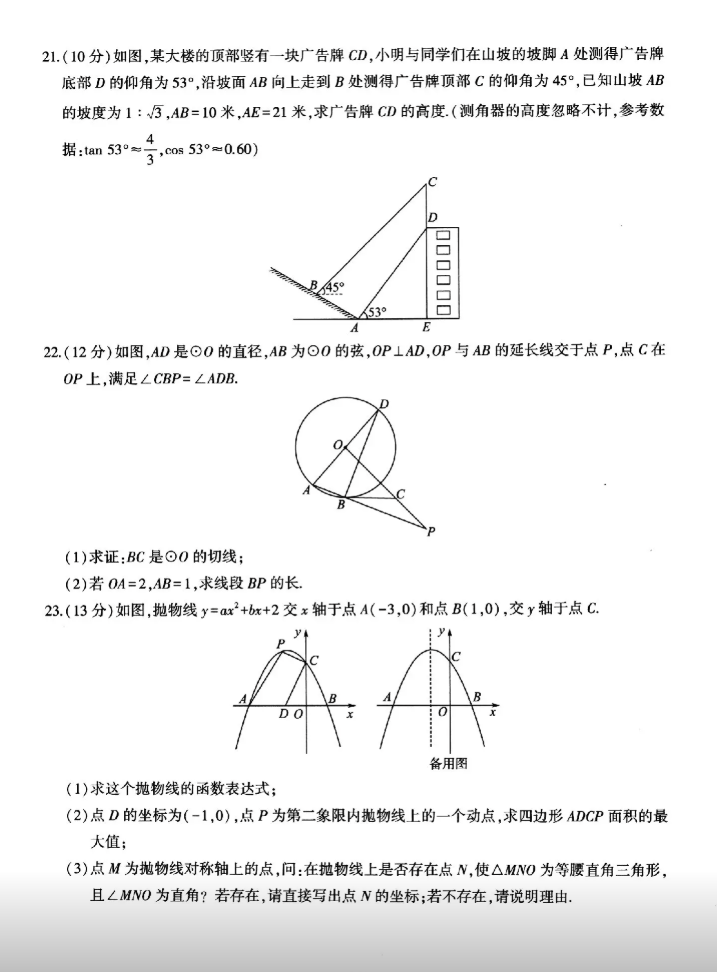 21.(10分)如图,某大楼的顶部竖有一块广告牌CD,小明与同学们在山坡的坡脚A处测得广告牌
底部D的仰角为53°,沿坡面AB向上走到B处测得广告牌顶部C的仰角为45°,已知山坡AB
的坡度为1∶√3,AB=10米,AE=21米,求广告牌CD的高度.(测角器的高度忽略不计,参考数
据:tan 53°≈4/3,cos 53°≈0.60)
C
D
B
45°
53°
A
E
22.(12分)如图,AD是⊙O的直径,AB为⊙O的弦,OP⊥AD,OP与AB的延长线交于点P,点C在
OP上,满足∠CBP=∠ADB.
D
O
A
B
C
P
(1)求证:BC是⊙O的切线;
(2)若OA=2,AB=1,求线段BP的长.
23.(13分)如图,抛物线y=ax²+bx+2交x轴于点A(-3,0)和点B(1,0),交y轴于点C.
y
P
C
A
B
D O
x
y
C
A
B
O
x
备用图
(1)求这个抛物线的函数表达式;
(2)点D的坐标为(-1,0),点P为第二象限内抛物线上的一个动点,求四边形ADCP面积的最
大值;
(3)点M为抛物线对称轴上的点,问:在抛物线上是否存在点N,使△MNO为等腰直角三角形,
且∠MNO为直角?若存在,请直接写出点N的坐标;若不存在,请说明理由.